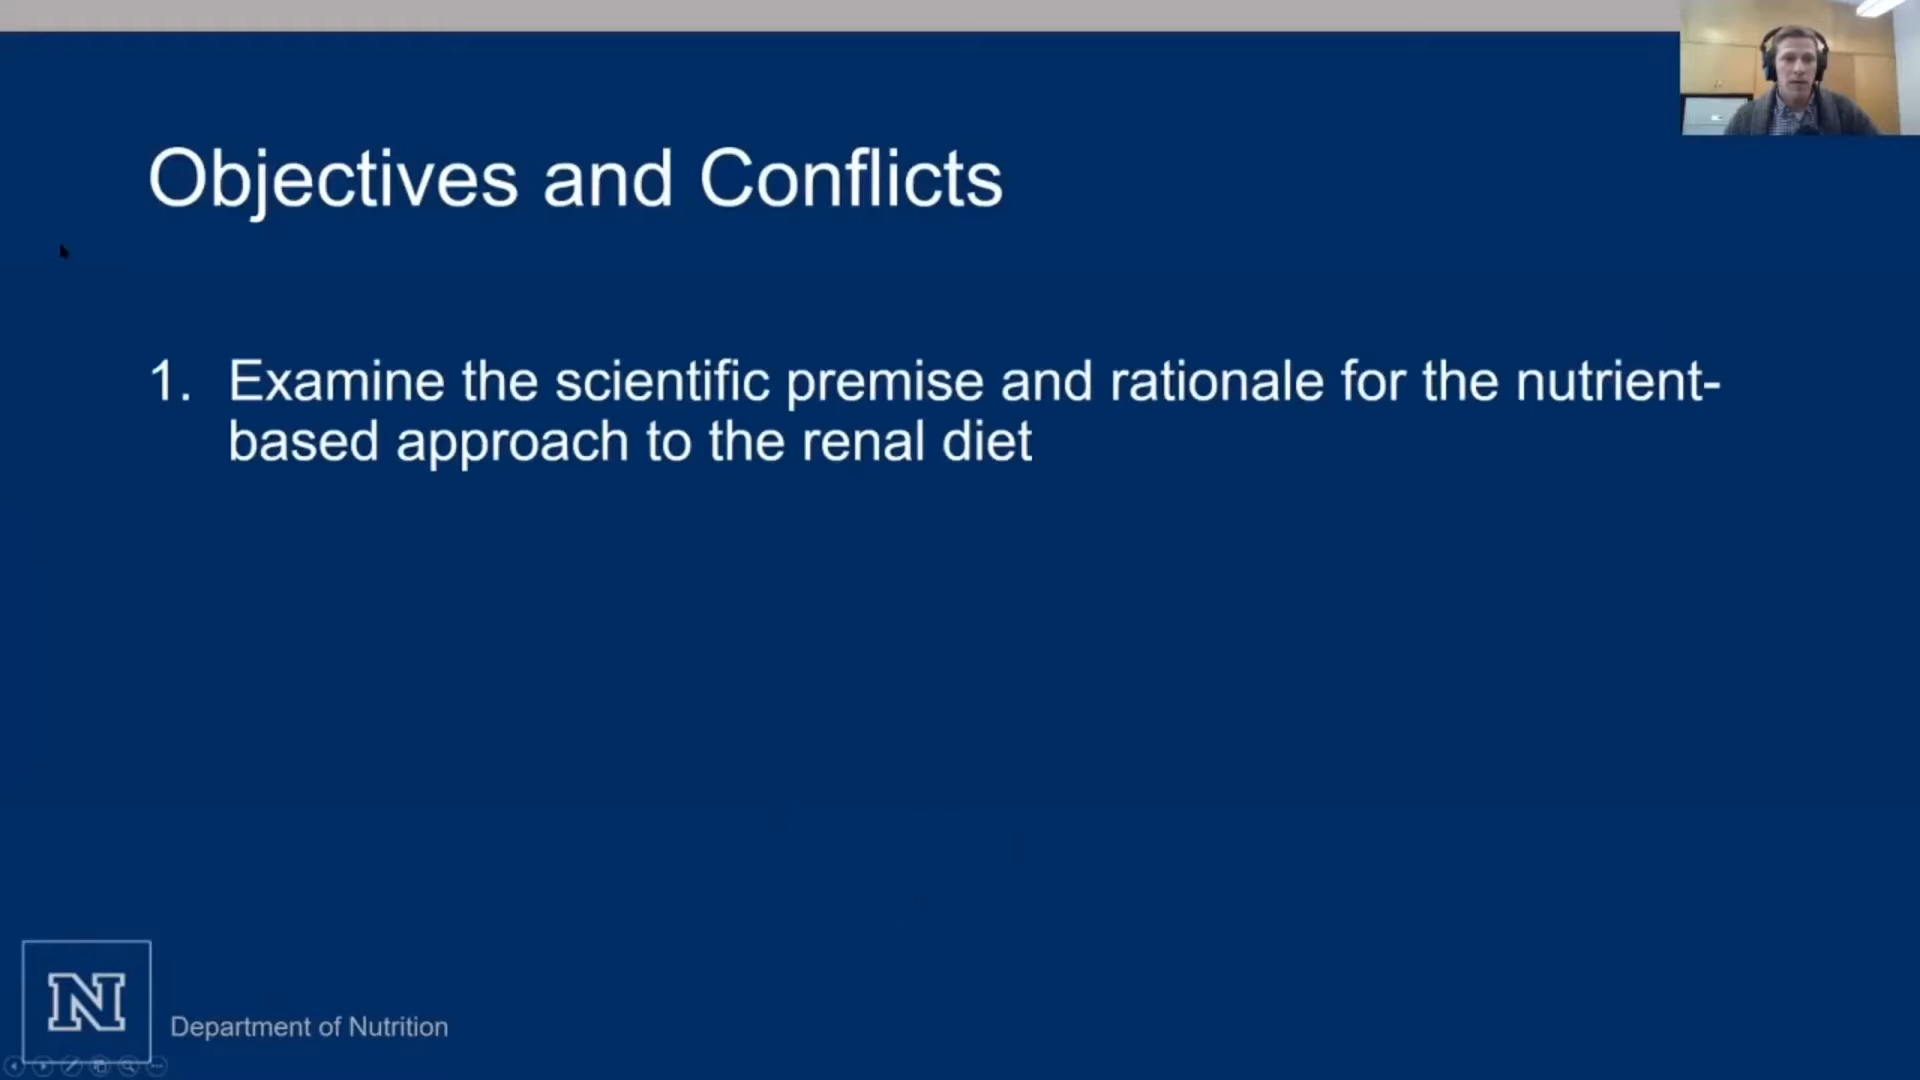 Objectives and Conflicts
1. Examine the scientific premise and rationale for the nutrient-
based approach to the renal diet
N
Department of Nutrition